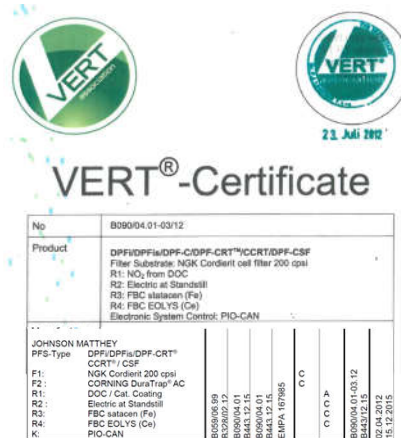 VERT
association
VERT®
association
23. Juli 2012
VERT®-Certificate
No
B090/04.01-03/12
Product
DPFi/DPFis/DPF-C/DPF-CRT™/CCRT/DPF-CSF
Filter Substrate: NGK Cordierit cell filter 200 cpsi
R1: NO₂ from DOC
R2: Electric at Standstill
R3: FBC statacen (Fe)
R4: FBC EOLYS (Ce)
Electronic System Control: PIO-CAN
JOHNSON MATTHEY
PFS-Type DPFi/DPFis/DPF-CRT®
CCRT® / CSF
F1: NGK Cordierit 200 cpsi
F2 : CORNING DuraTrap® AC
R1: DOC / Cat. Coating
R2 : Electric at Standstill
R3: FBC satacen (Fe)
R4: FBC EOLYS (Ce)
K: PIO-CAN
B059/06.99
B328/02.12
B090/04.01
B443.12.15
B090/04.01
B443.12.15
EMPA 167985
C
C
A
C
C
C
B090/04.01-03.12
B443/12.15
02.04.2012
15.12.2015